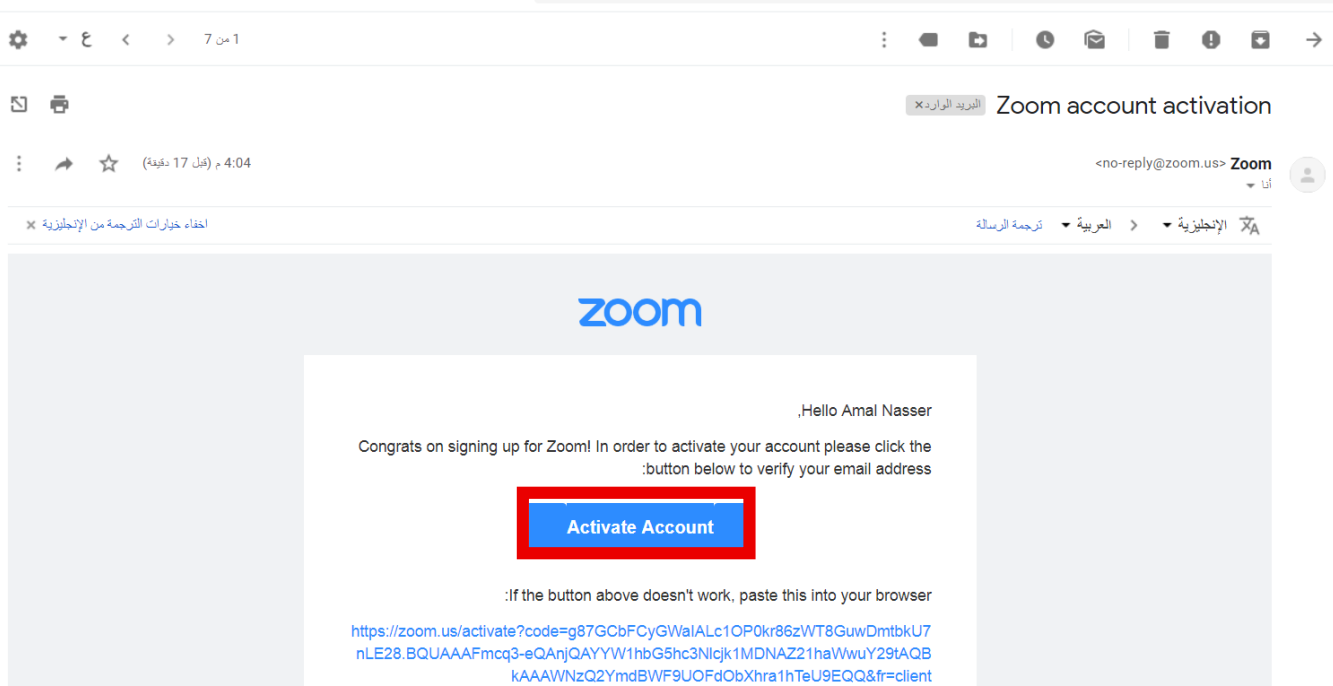 1 من 7
ع
Zoom account activation
البريد الوارد ×
Zoom <no-reply@zoom.us>
4:04 م (قبل 17 دقيقة)
أنا
الإنجليزية
العربية
ترجمة الرسالة
اخفاء خيارات الترجمة من الإنجليزية ×
zoom
Hello Amal Nasser,
Congrats on signing up for Zoom! In order to activate your account please click the
button below to verify your email address:
Activate Account
If the button above doesn't work, paste this into your browser:
https://zoom.us/activate?code=g87GCbFCyGWaIALc1OP0kr86zWT8GuwDmtbkU7
nLE28.BQUAAAFmcq3-eQAnjQAYYW1hbG5hc3Nlcjk1MDNAZ21haWwuY29tAQB
kAAAWNzQ2YmdBWF9UOFdObXhra1hTeU9EQQ&fr=client